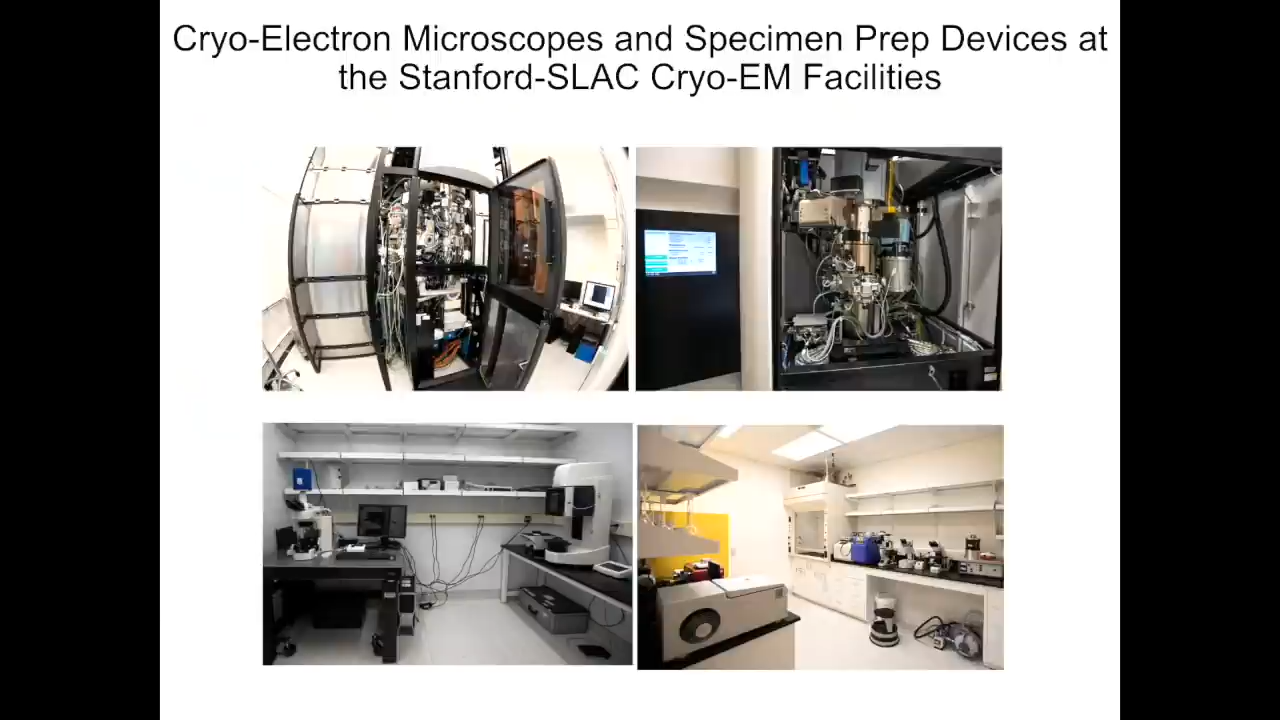 Cryo-Electron Microscopes and Specimen Prep Devices at
the Stanford-SLAC Cryo-EM Facilities